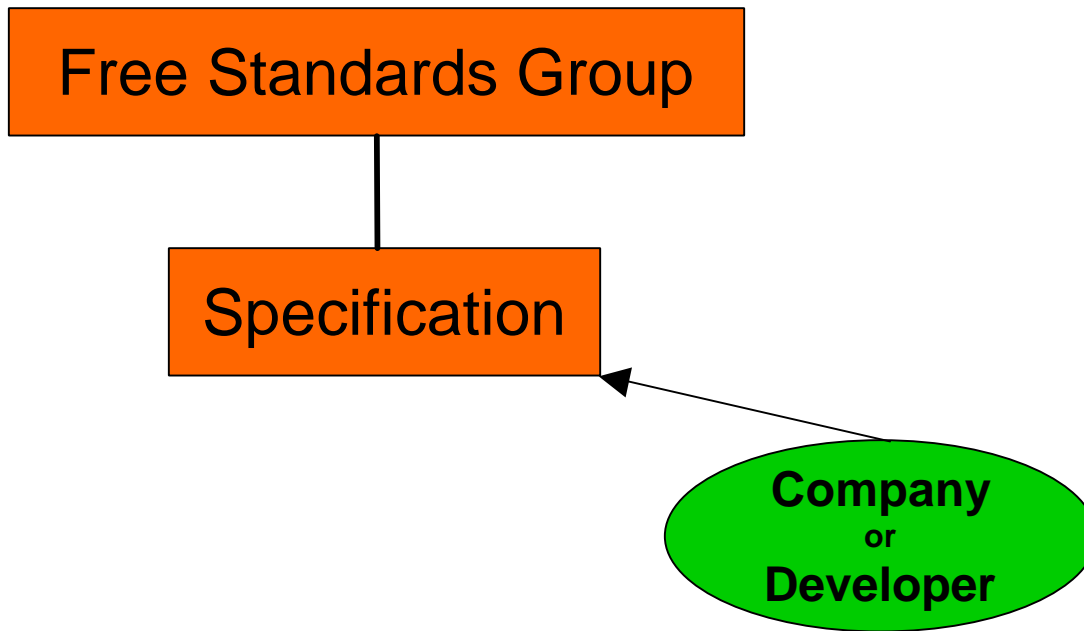 Free Standards Group
Specification
Company
or
Developer